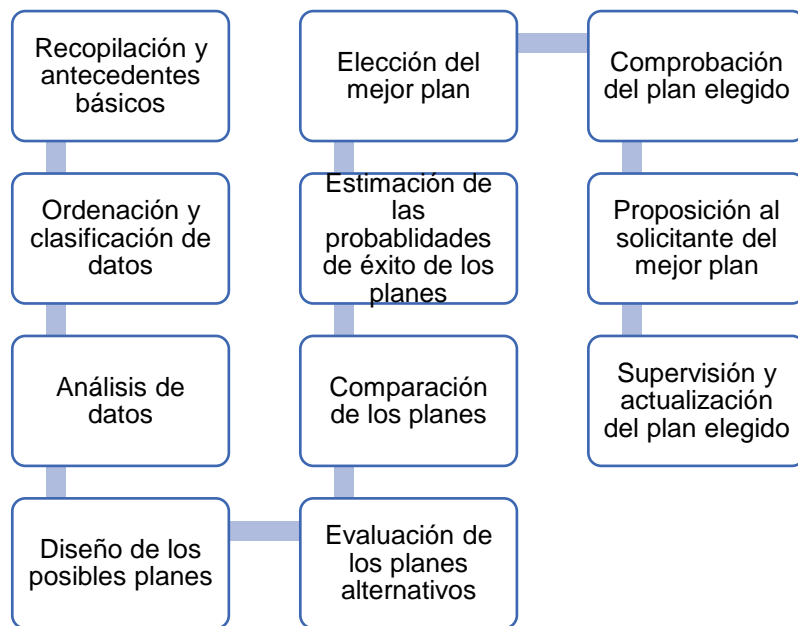 Recopilación y
antecedentes
básicos
Ordenación y
clasificación de
datos
Análisis de
datos
Diseño de los
posibles planes
Evaluación de
los planes
alternativos
Comparación
de los planes
Estimación de
las
probablidades
de éxito de los
planes
Elección del
mejor plan
Comprobación
del plan elegido
Proposición al
solicitante del
mejor plan
Supervisión y
actualización
del plan elegido